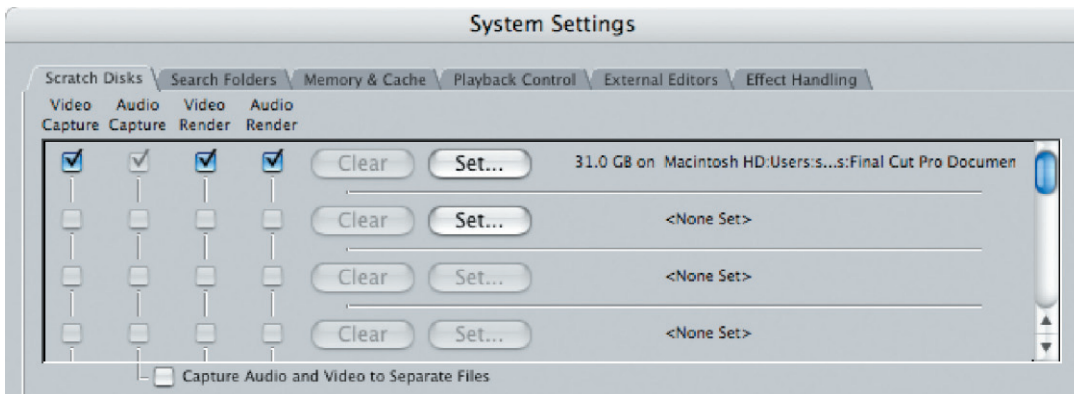 System Settings
Scratch Disks Search Folders Memory & Cache Playback Control External Editors Effect Handling
Video Audio Video Audio
Capture Capture Render Render
Clear Set... 31.0 GB on Macintosh HD:Users:s...s:Final Cut Pro Documen
Clear Set... <None Set>
Clear Set... <None Set>
Clear Set... <None Set>
Capture Audio and Video to Separate Files